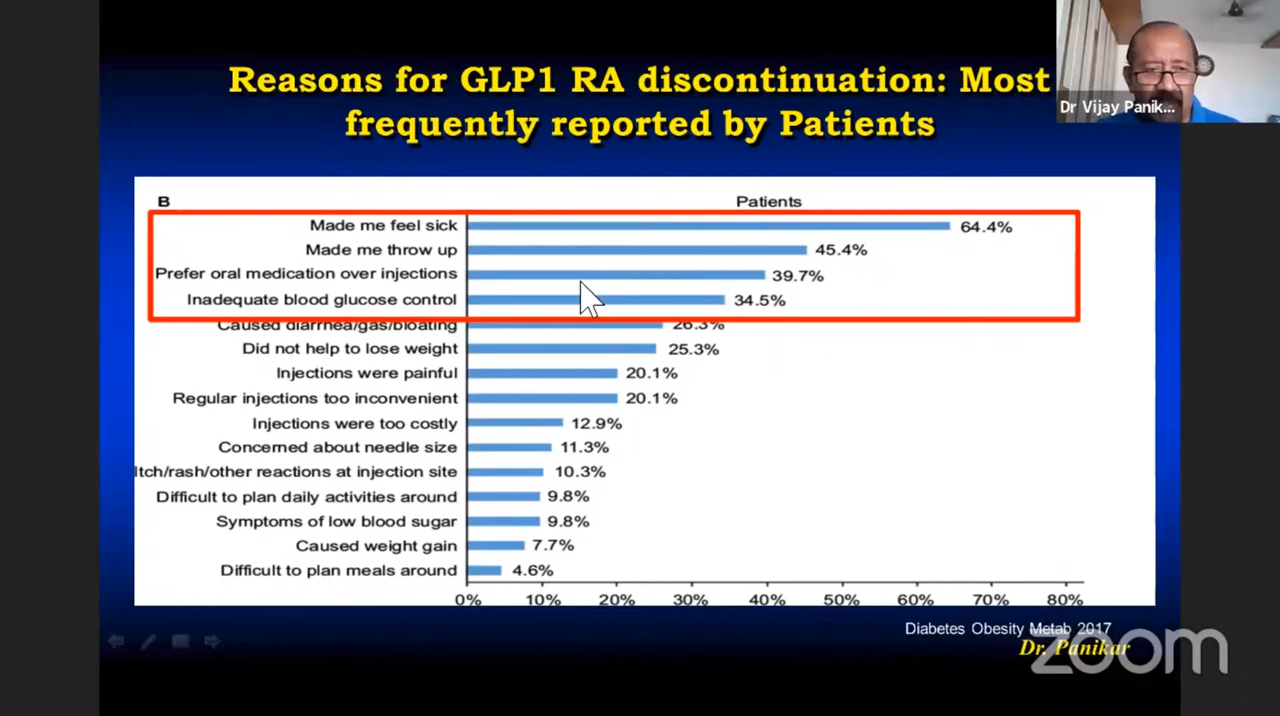 Reasons for GLP1 RA discontinuation: Most
frequently reported by Patients
Dr Vijay Panik...
B
Patients
Made me feel sick 64.4%
Made me throw up 45.4%
Prefer oral medication over injections 39.7%
Inadequate blood glucose control 34.5%
Caused diarrhea/gas/bloating 26.3%
Did not help to lose weight 25.3%
Injections were painful 20.1%
Regular injections too inconvenient 20.1%
Injections were too costly 12.9%
Concerned about needle size 11.3%
Itch/rash/other reactions at injection site 10.3%
Difficult to plan daily activities around 9.8%
Symptoms of low blood sugar 9.8%
Caused weight gain 7.7%
Difficult to plan meals around 4.6%
0% 10% 20% 30% 40% 50% 60% 70% 80%
Diabetes Obesity Metab 2017
Dr. Panikar
zoom